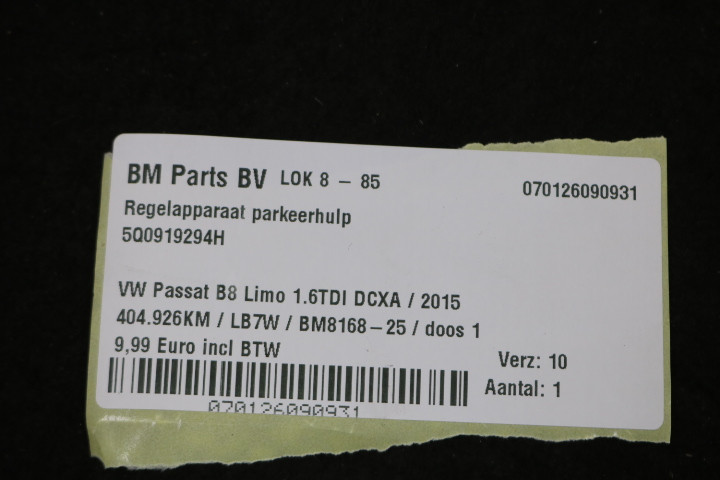 BM Parts BV LOK 8 – 85
070126090931
Regelapparaat parkeerhulp
5Q0919294H
VW Passat B8 Limo 1.6TDI DCXA / 2015
404.926KM / LB7W / BM8168–25 / doos 1
9,99 Euro incl BTW
Verz: 10
Aantal: 1
070126090931